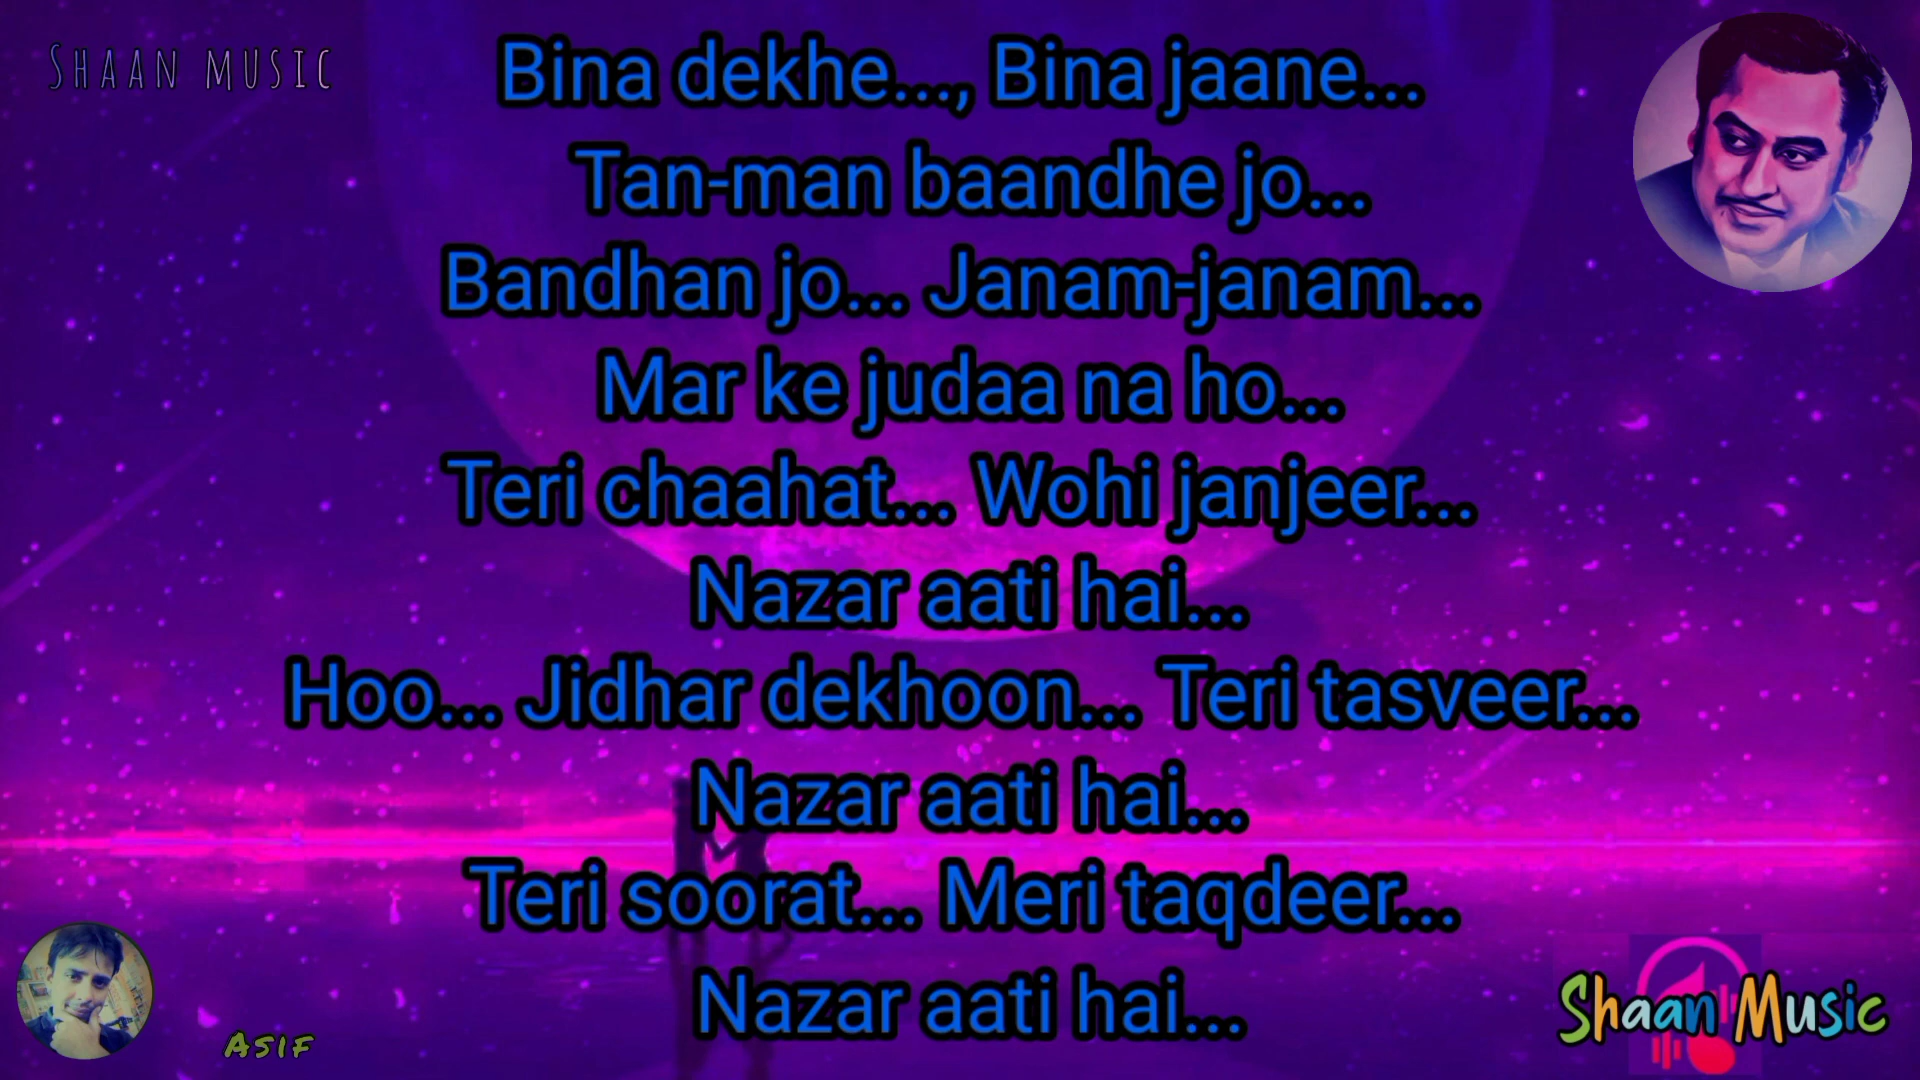 SHAAN MUSIC
Bina dekhe..., Bina jaane...
Tan-man baandhe jo...
Bandhan jo... Janam-janam...
Mar ke judaa na ho...
Teri chaahat... Wohi janjeer...
Nazar aati hai...
Hoo... Jidhar dekhoon... Teri tasveer...
Nazar aati hai...
Teri soorat... Meri taqdeer...
Nazar aati hai...
ASIF
Shaan Music